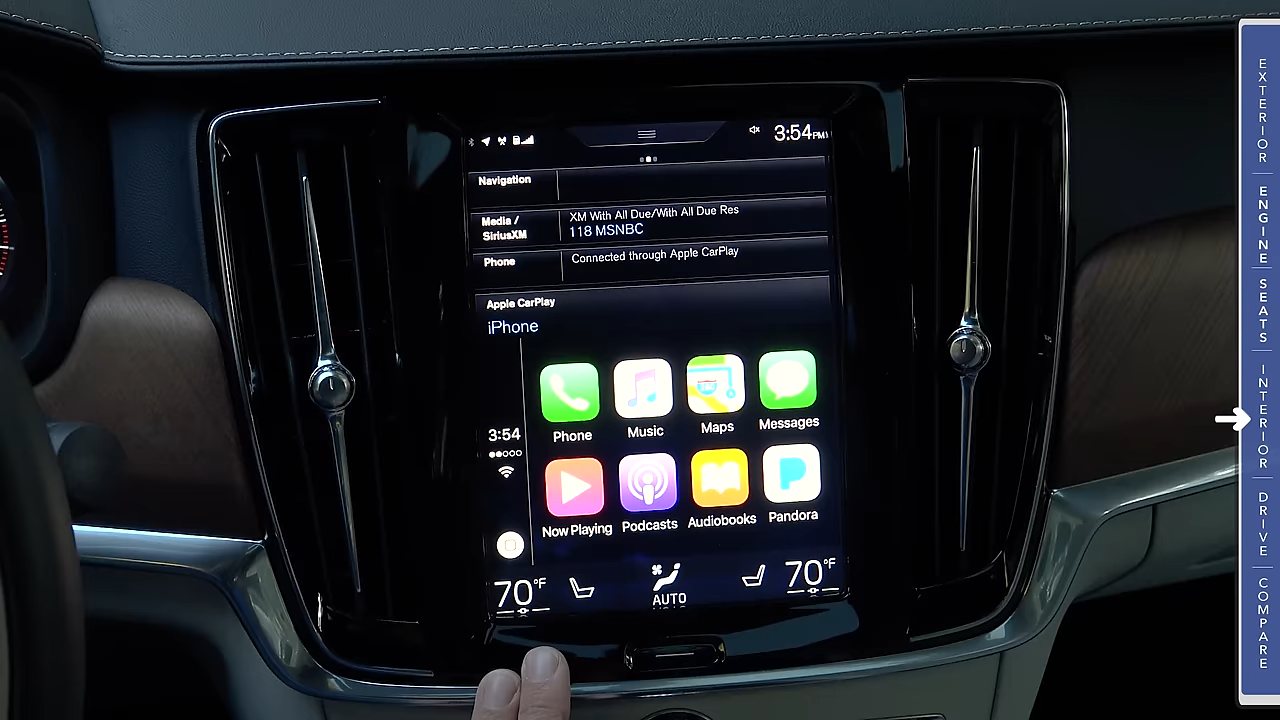 3:54PM
Navigation
Media /
SiriusXM
XM With All Due/With All Due Res
118 MSNBC
Phone
Connected through Apple CarPlay
Apple CarPlay
iPhone
Phone
Music
Maps
Messages
3:54
Now Playing
Podcasts
Audiobooks
Pandora
70°F
AUTO
70°F
EXTERIOR
ENGINE
SEATS
INTERIOR
DRIVE
COMPARE